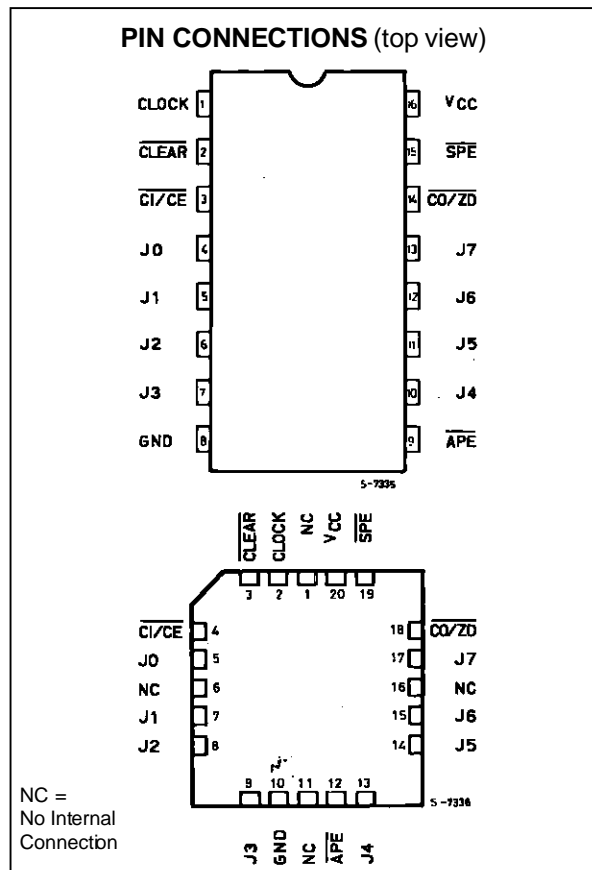 PIN CONNECTIONS (top view)
CLOCK 1 16 VCC
CLEAR 2 15 SPE
CI/CE 3 14 CO/ZD
J0 4 13 J7
J1 5 12 J6
J2 6 11 J5
J3 7 10 J4
GND 8 9 APE
S-7335
CLEAR CLOCK NC VCC SPE
3 2 1 20 19
CI/CE 4 18 CO/ZD
J0 5 17 J7
NC 6 16 NC
J1 7 15 J6
J2 8 14 J5
9 10 11 12 13
S-7336
J3 GND NC APE J4
NC =
No Internal
Connection